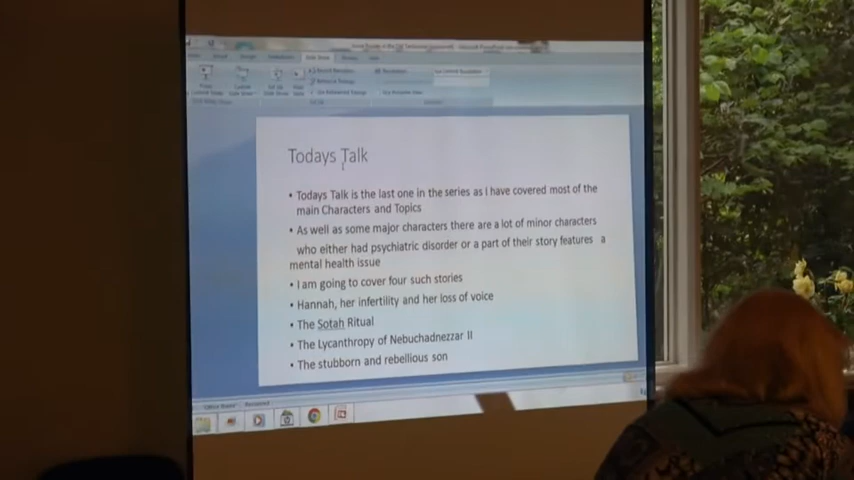 Todays Talk
• Todays Talk is the last one in the series as i have covered most of the
main Characters and Topics
• As well as some major characters there are a lot of minor characters
who either had psychiatric disorder or a part of their story features a
mental health issue
• I am going to cover four such stories
• Hannah, her infertility and her loss of voice
• The Sotah Ritual
• The Lycanthropy of Nebuchadnezzar II
• The stubborn and rebellious son